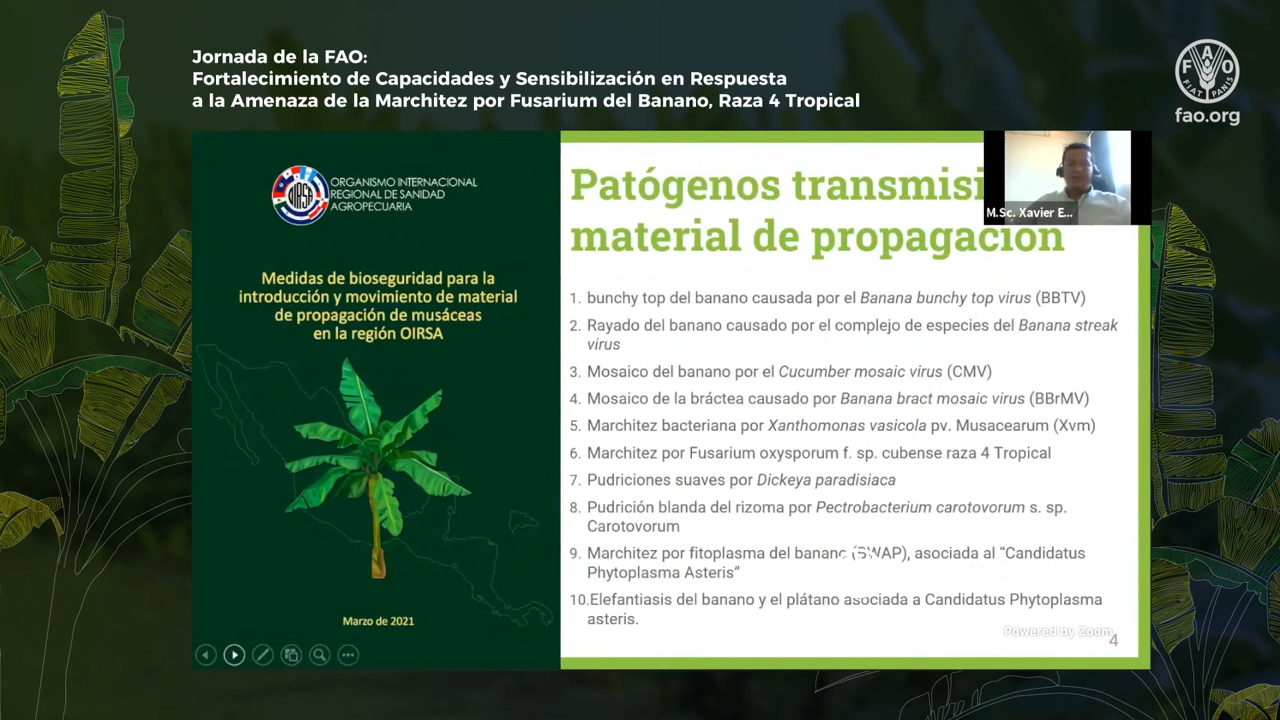 Jornada de la FAO:
Fortalecimiento de Capacidades y Sensibilización en Respuesta
a la Amenaza de la Marchitez por Fusarium del Banano, Raza 4 Tropical
FAO
FIAT PANIS
fao.org
OIRSA
ORGANISMO INTERNACIONAL
REGIONAL DE SANIDAD
AGROPECUARIA
Medidas de bioseguridad para la
introducción y movimiento de material
de propagación de musáceas
en la región OIRSA
Marzo de 2021
Patógenos transmisi
material de propagación
M.Sc. Xavier E...
1. bunchy top del banano causada por el Banana bunchy top virus (BBTV)
2. Rayado del banano causado por el complejo de especies del Banana streak
virus
3. Mosaico del banano por el Cucumber mosaic virus (CMV)
4. Mosaico de la bráctea causado por Banana bract mosaic virus (BBrMV)
5. Marchitez bacteriana por Xanthomonas vasicola pv. Musacearum (Xvm)
6. Marchitez por Fusarium oxysporum f. sp. cubense raza 4 Tropical
7. Pudriciones suaves por Dickeya paradisiaca
8. Pudrición blanda del rizoma por Pectrobacterium carotovorum s. sp.
Carotovorum
9. Marchitez por fitoplasma del banano (BWAP), asociada al “Candidatus
Phytoplasma Asteris”
10.Elefantiasis del banano y el plátano asociada a Candidatus Phytoplasma
asteris.
Powered by Zoom
4